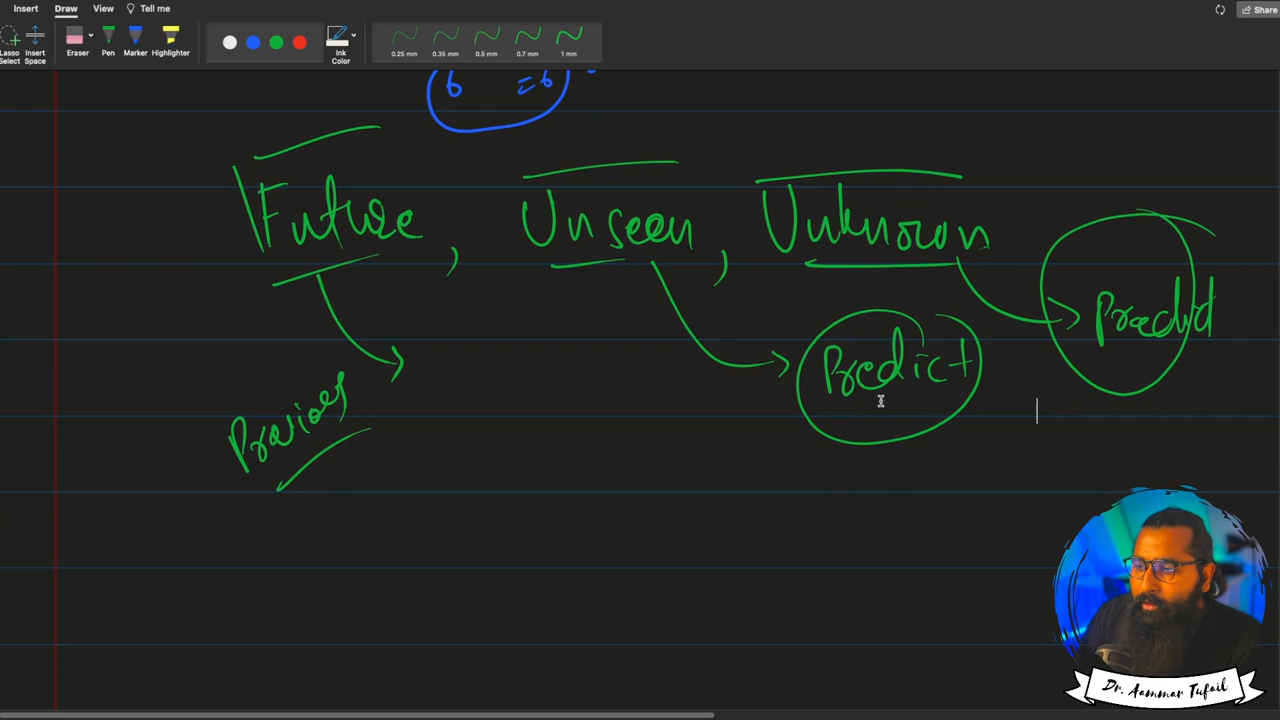 Insert Draw View Tell me Share
Lasso Select Insert Space Eraser Pen Marker Highlighter Ink Color 0.25 mm 0.35 mm 0.5 mm 0.7 mm 1 mm
6 =6
Future, Unseen, Unknown
Predict
Predict
Dr. Aammar Tufail